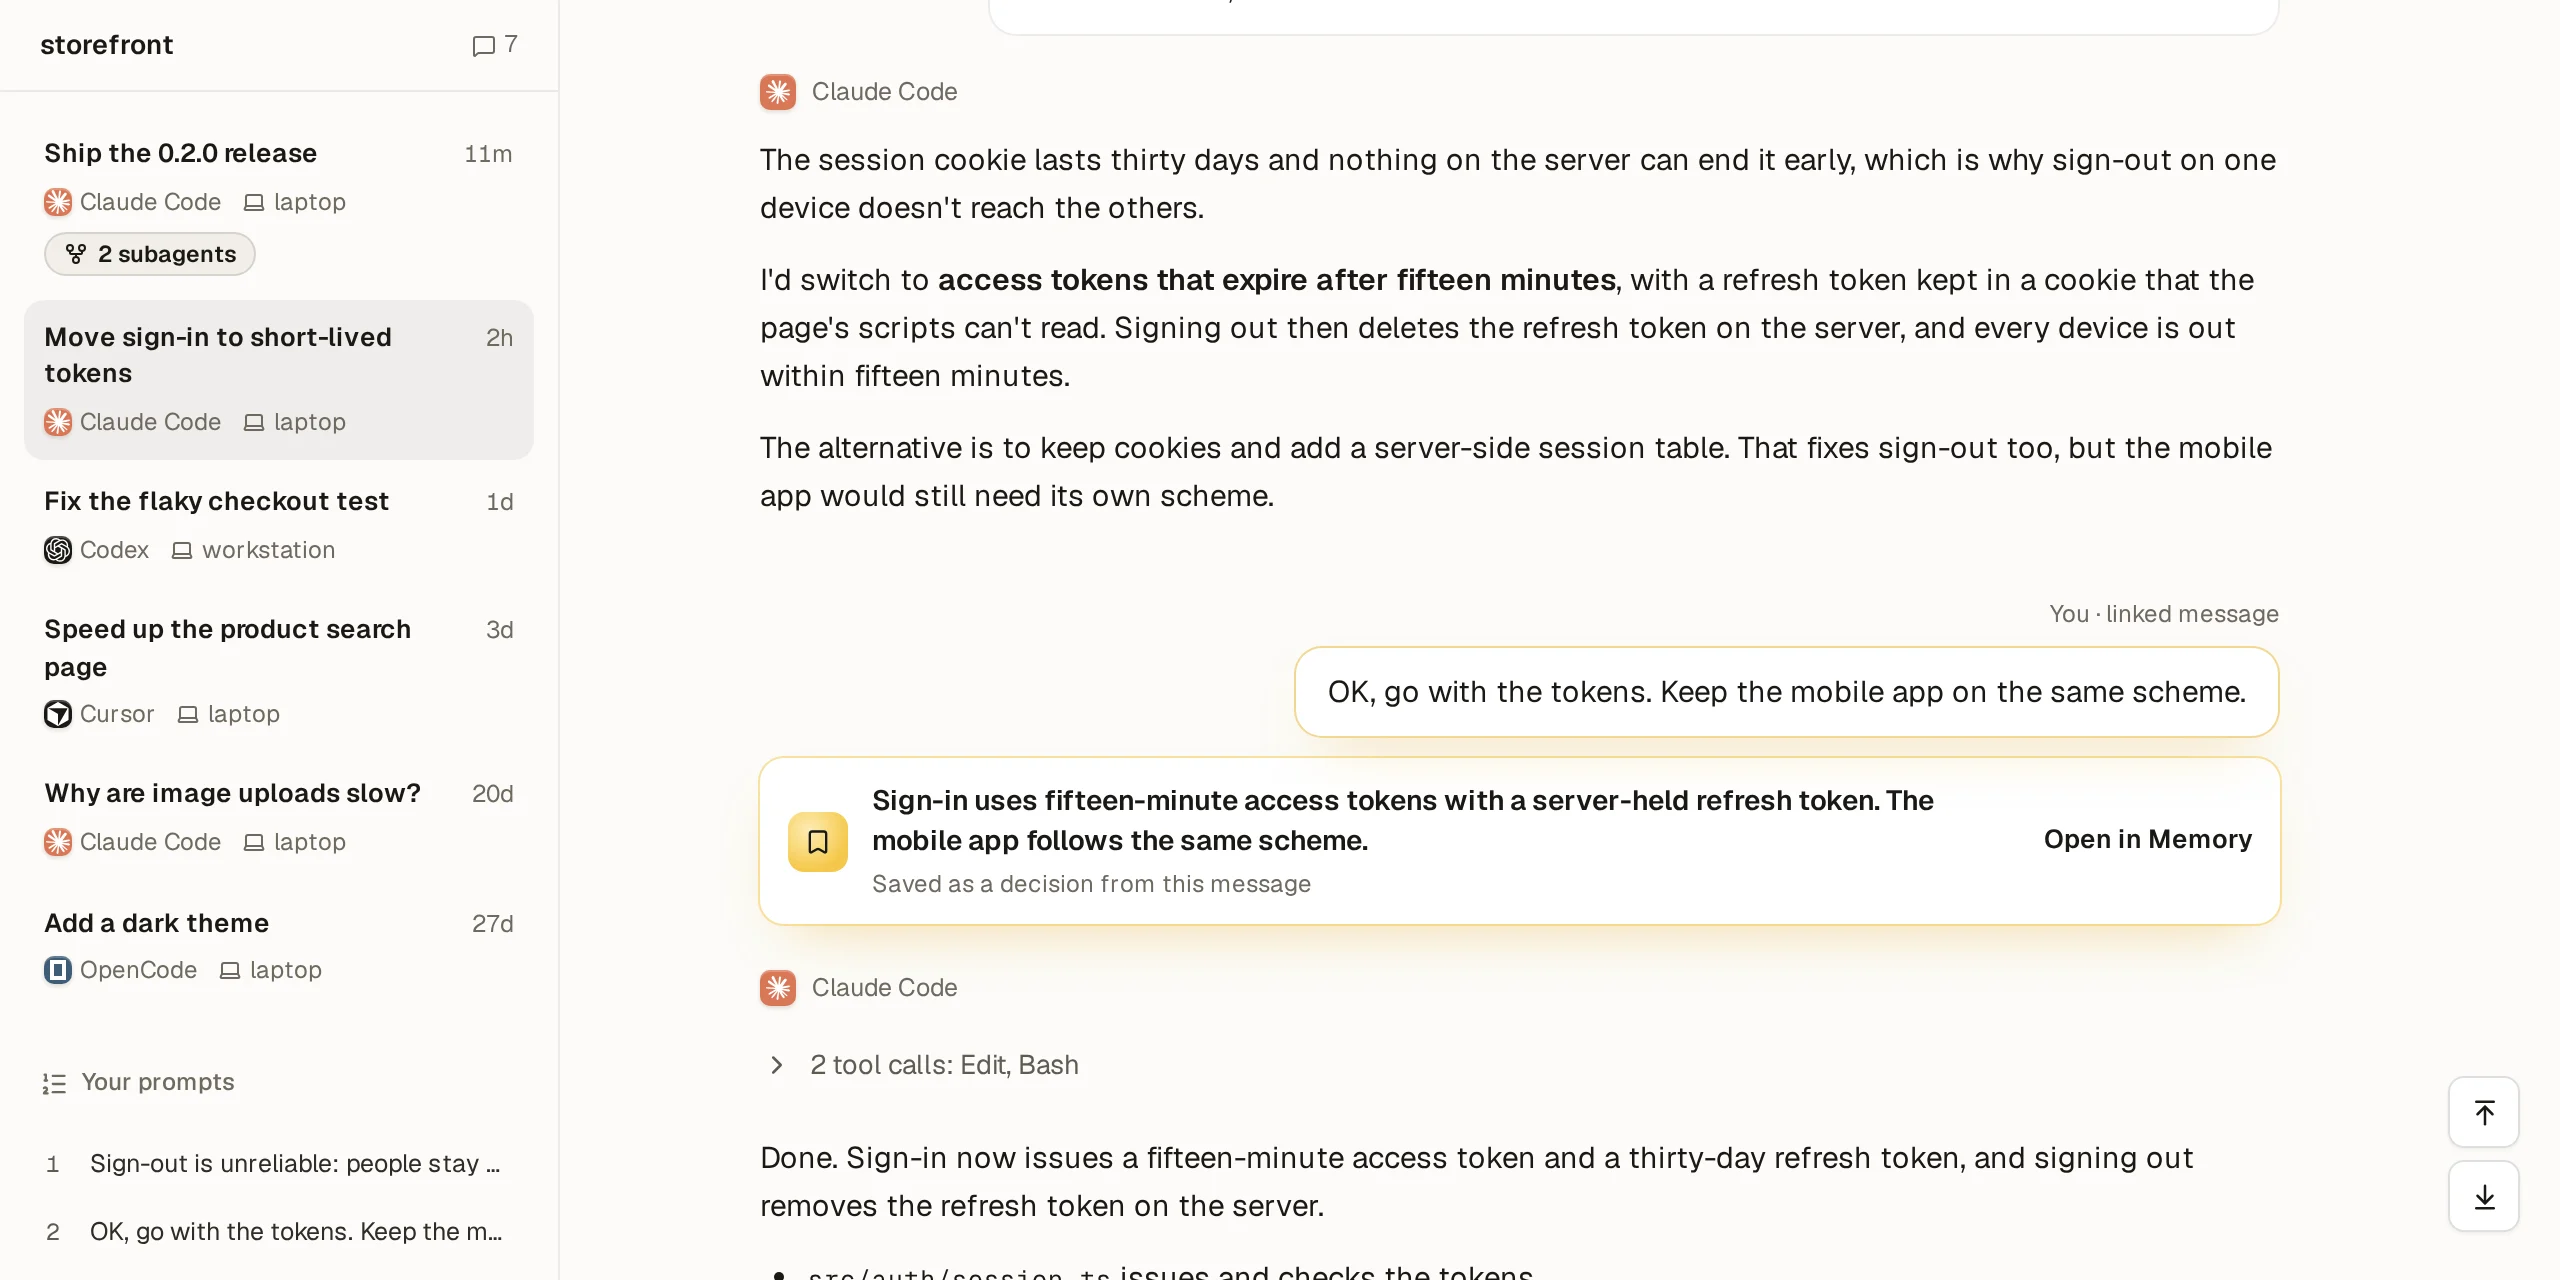 storefront
7
Ship the 0.2.0 release
11m
Claude Code
laptop
2 subagents
Move sign-in to short-lived
tokens
2h
Claude Code
laptop
Fix the flaky checkout test
1d
Codex
workstation
Speed up the product search
page
3d
Cursor
laptop
Why are image uploads slow?
20d
Claude Code
laptop
Add a dark theme
27d
OpenCode
laptop
Your prompts
1 Sign-out is unreliable: people stay ...
2 OK, go with the tokens. Keep the m...
Claude Code
The session cookie lasts thirty days and nothing on the server can end it early, which is why sign-out on one
device doesn't reach the others.
I'd switch to access tokens that expire after fifteen minutes, with a refresh token kept in a cookie that the
page's scripts can't read. Signing out then deletes the refresh token on the server, and every device is out
within fifteen minutes.
The alternative is to keep cookies and add a server-side session table. That fixes sign-out too, but the mobile
app would still need its own scheme.
You · linked message
OK, go with the tokens. Keep the mobile app on the same scheme.
Sign-in uses fifteen-minute access tokens with a server-held refresh token. The
mobile app follows the same scheme.
Saved as a decision from this message
Open in Memory
Claude Code
2 tool calls: Edit, Bash
Done. Sign-in now issues a fifteen-minute access token and a thirty-day refresh token, and signing out
removes the refresh token on the server.
• src/auth/session.ts issues and checks the tokens